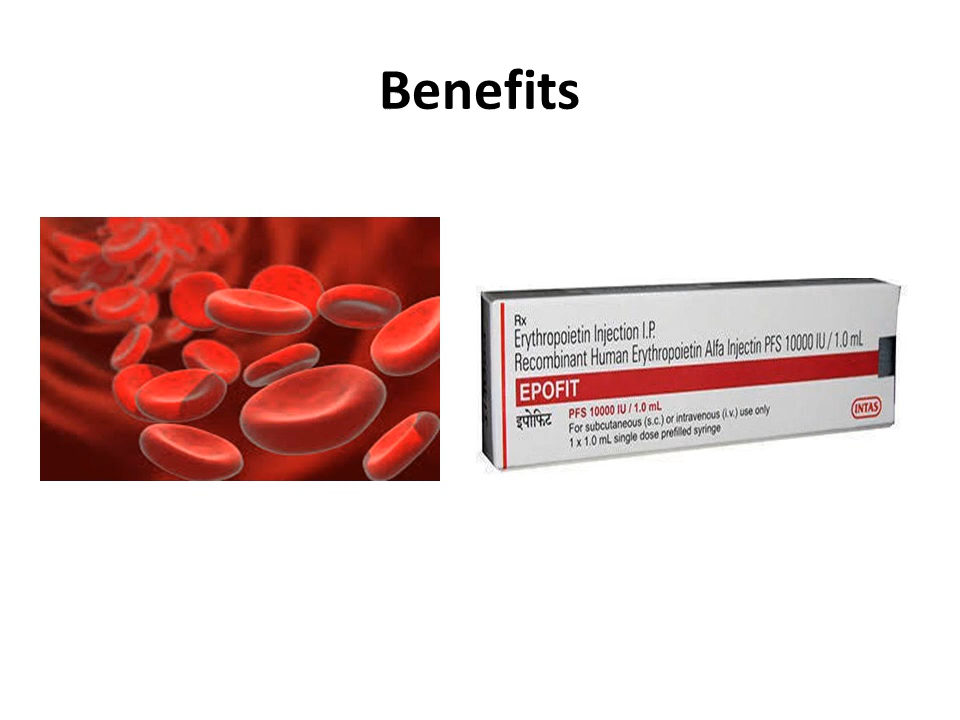 Benefits
Rx
Erythropoietin Injection I.P.
Recombinant Human Erythropoietin Alfa Injectin PFS 10000 IU / 1.0 mL
EPOFIT
इपोफिट
PFS 10000 IU / 1.0 mL
For subcutaneous (s.c.) or intravenous (i.v.) use only
1 x 1.0 mL single dose prefilled syringe
INTAS